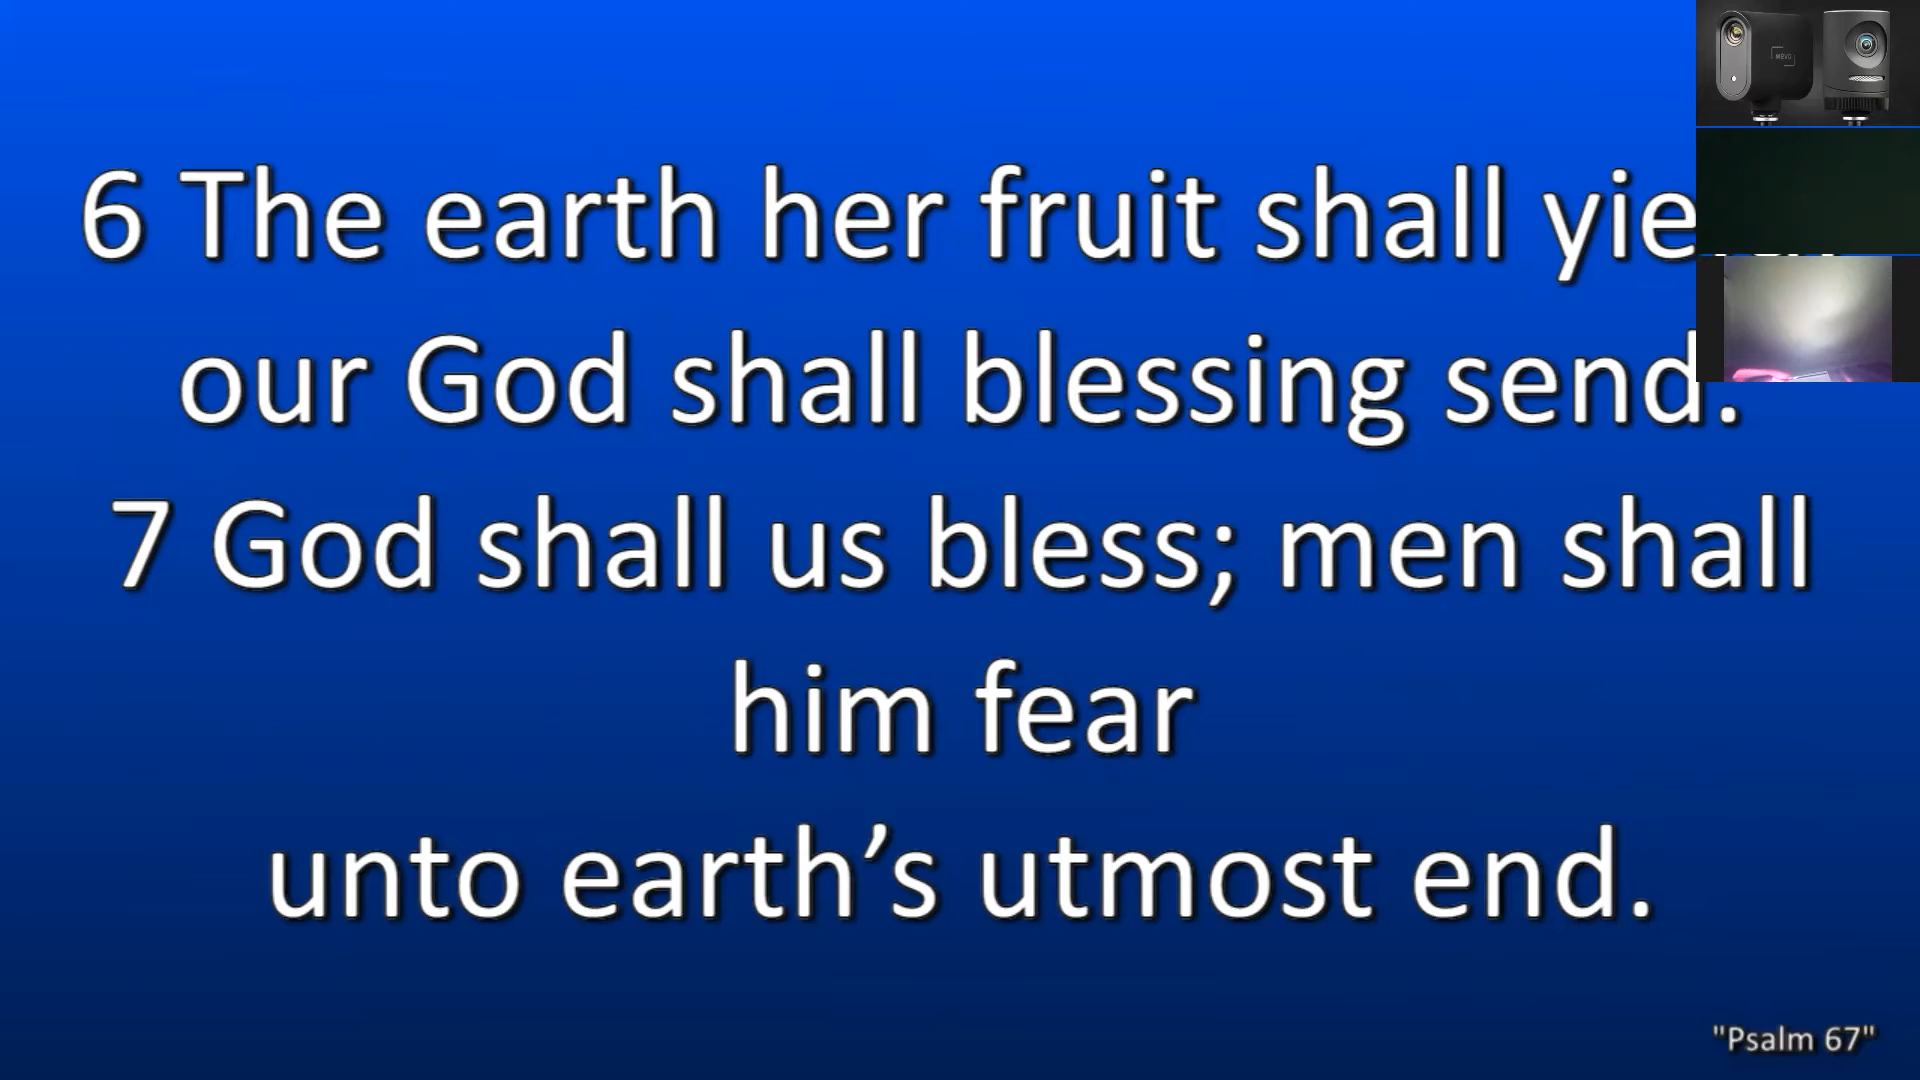 6 The earth her fruit shall
our God shall blessing send.
7 God shall us bless; men shall
him fear
unto earth’s utmost end.
"Psalm 67"
MEVO